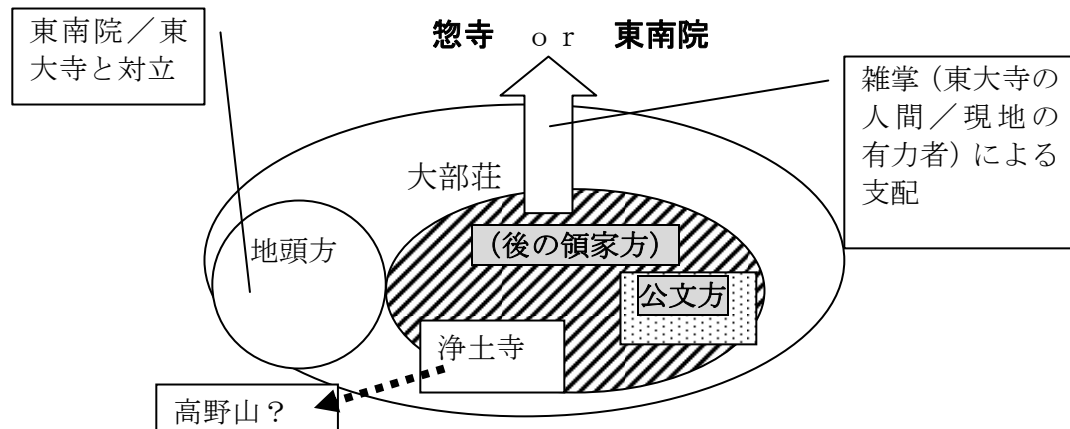 東南院／東
大寺と対立
惣寺　ｏｒ　東南院
雑掌（東大寺の
人間／現地の
有力者）による
支配
大部荘
地頭方
（後の領家方）
公文方
浄土寺
高野山？